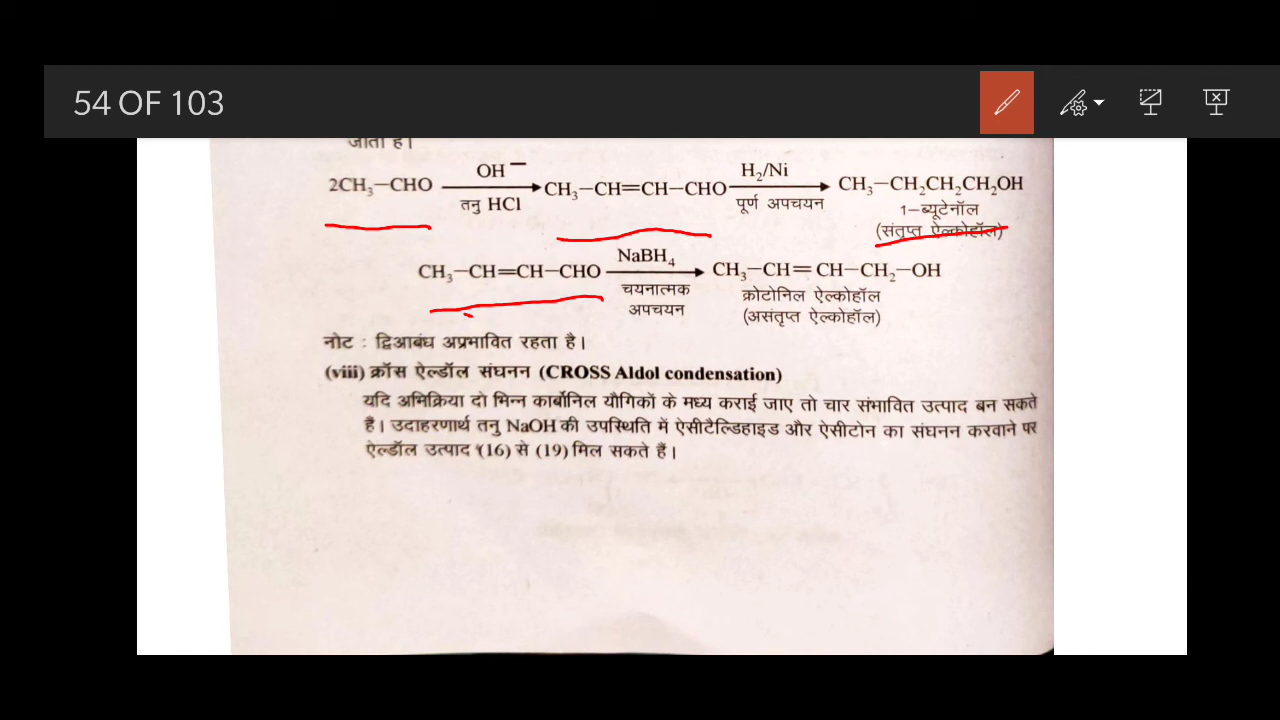 54 OF 103
जाता है।
2CH₃—CHO —OH⁻/तनु HCl→ CH₃—CH=CH—CHO —H₂/Ni/पूर्ण अपचयन→ CH₃—CH₂CH₂CH₂OH
1–ब्यूटेनॉल
(संतृप्त ऐल्कोहॉल)
CH₃—CH=CH—CHO —NaBH₄/चयनात्मक अपचयन→ CH₃—CH=CH—CH₂—OH
क्रोटोनिल ऐल्कोहॉल
(असंतृप्त ऐल्कोहॉल)
नोट : द्विआबंध अप्रभावित रहता है।
(viii) क्रॉस ऐल्डॉल संघनन (CROSS Aldol condensation)
यदि अभिक्रिया दो भिन्न कार्बोनिल यौगिकों के मध्य कराई जाए तो चार संभावित उत्पाद बन सकते
हैं। उदाहरणार्थ तनु NaOH की उपस्थिति में ऐसीटैल्डिहाइड और ऐसीटोन का संघनन करवाने पर
ऐल्डॉल उत्पाद (16) से (19) मिल सकते हैं।